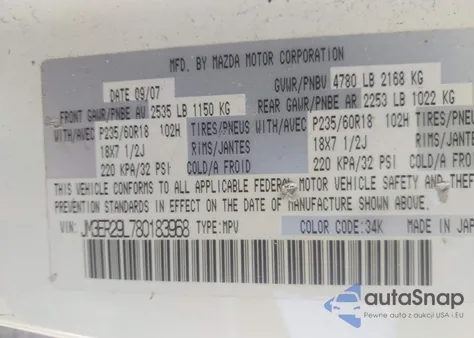 MFD. BY MAZDA MOTOR CORPORATION
DATE 09/07 GVWR/PNBV 4780 LB 2168 KG
FRONT GAWR/PNBE AV 2535 LB 1150 KG REAR GAWR/PNBE AR 2253 LB 1022 KG
WITH/AVEC P235/60R18 102H TIRES/PNEUS WITH/AVEC P235/60R18 102H TIRES/PNEUS
18X7 1/2J RIMS/JANTES 18X7 1/2J RIMS/JANTES
220 KPA/32 PSI COLD/A FROID 220 KPA/32 PSI COLD/A FROID
THIS VEHICLE CONFORMS TO ALL APPLICABLE FEDERAL MOTOR VEHICLE SAFETY AND THEFT
PREVENTION STANDARDS IN EFFECT ON THE DATE OF MANUFACTURE SHOWN ABOVE.
VIN: JM3ER29L780183968 TYPE: MPV COLOR CODE: 34K MADE IN JAP
autoSnap
Pewne auto z aukcji USA i EU